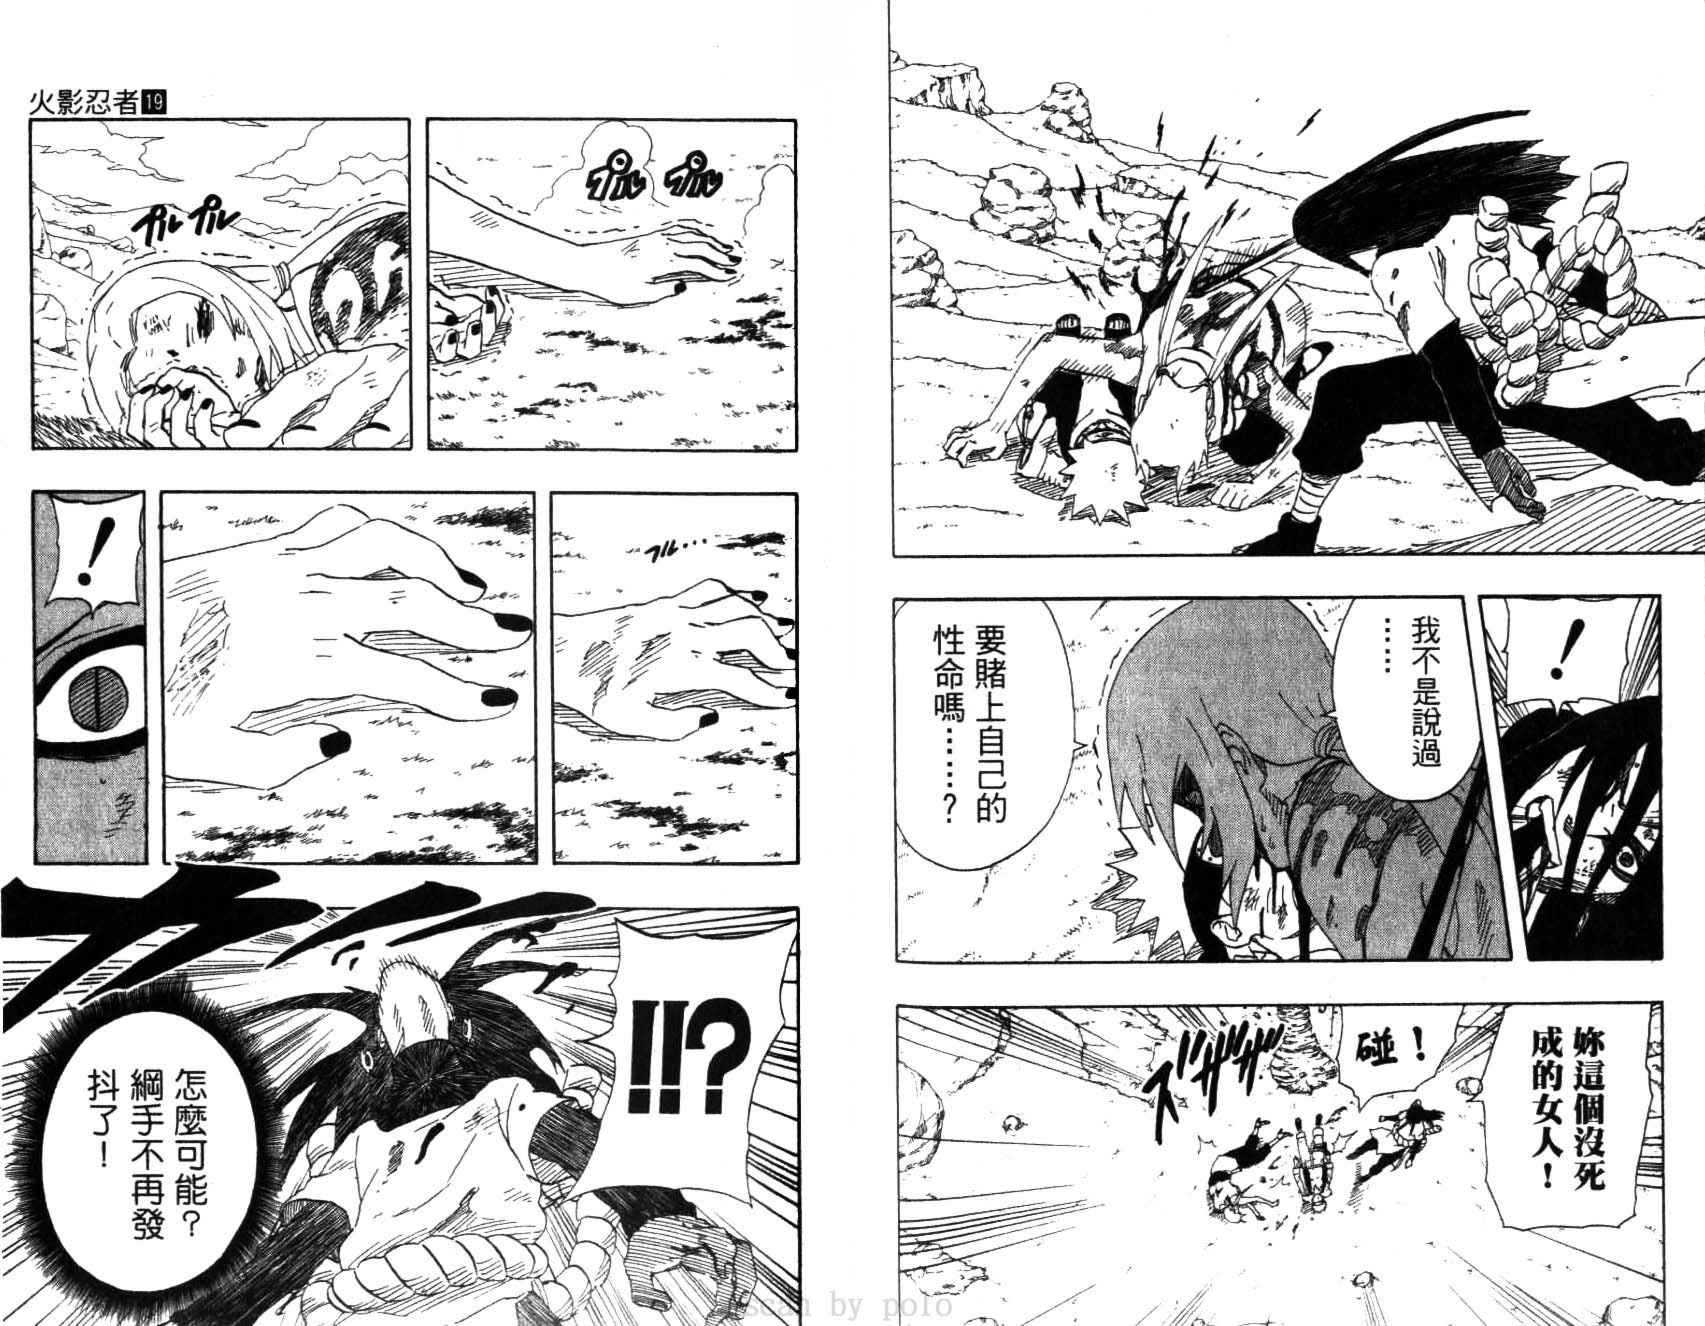 ！
我不是說過
……
要賭上自己的
性命嗎……？
妳這個沒死
成的女人！
碰！
ズザザザ
火影忍者19
プル プル
プルプル
フル…
！
!!?
怎麼可能？
綱手不再發
抖了！
scan by polo